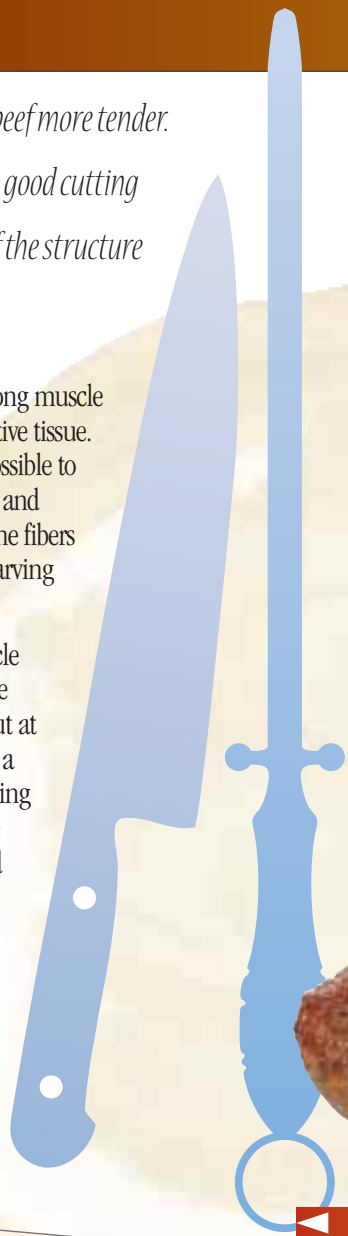 beef more tender.
good cutting
f the structure
ong muscle
tive tissue.
ossible to
and
he fibers
arving
cle
e
ut at
a
ing